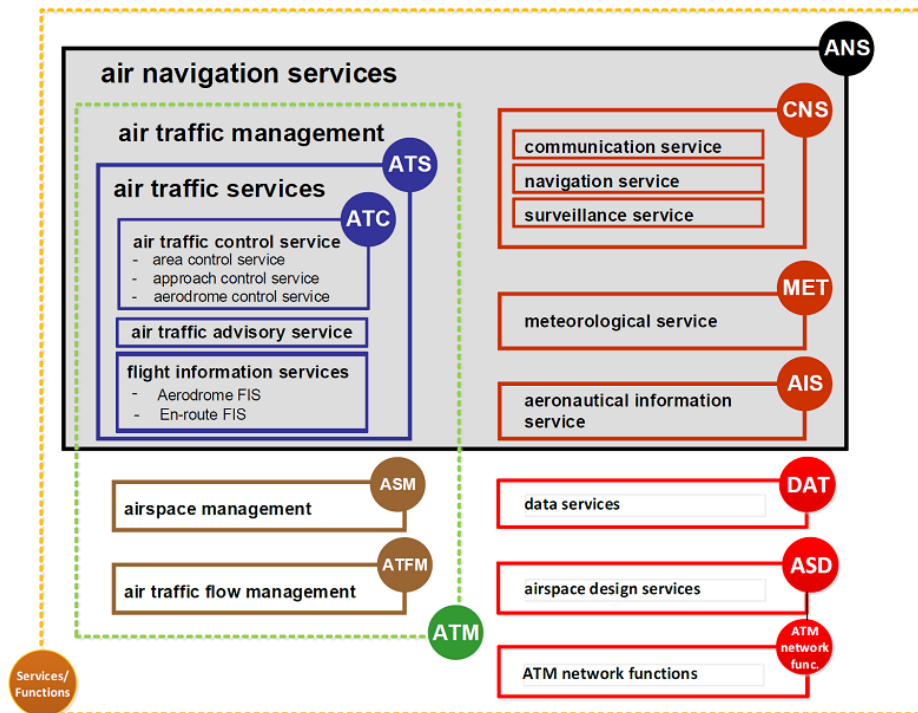 ANS
air navigation services
CNS
air traffic management
communication service
ATS
navigation service
air traffic services
surveillance service
ATC
air traffic control service
- area control service
- approach control service
- aerodrome control service
MET
meteorological service
air traffic advisory service
flight information services
- Aerodrome FIS
- En-route FIS
AIS
aeronautical information
service
ASM
airspace management
DAT
data services
ATFM
air traffic flow management
ASD
airspace design services
ATM
ATM
network
func.
ATM network functions
Services/
Functions